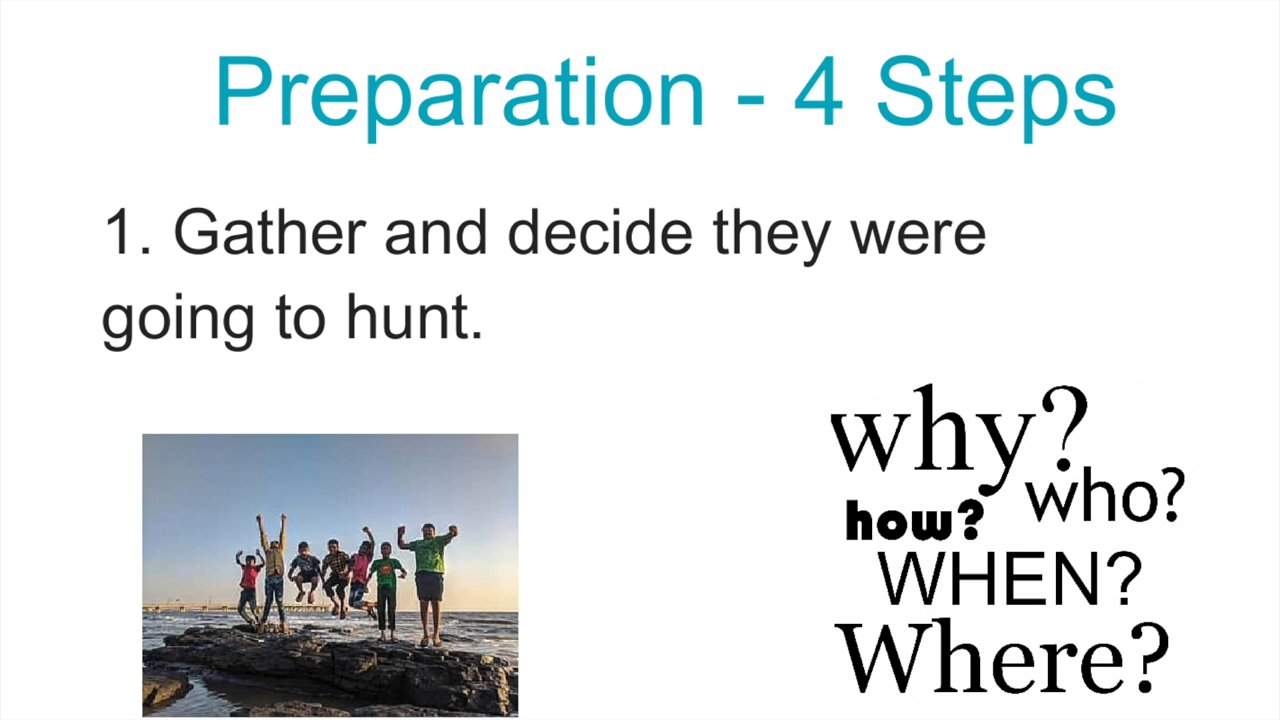 Preparation - 4 Steps
1. Gather and decide they were
going to hunt.
why?
who?
how?
WHEN?
Where?